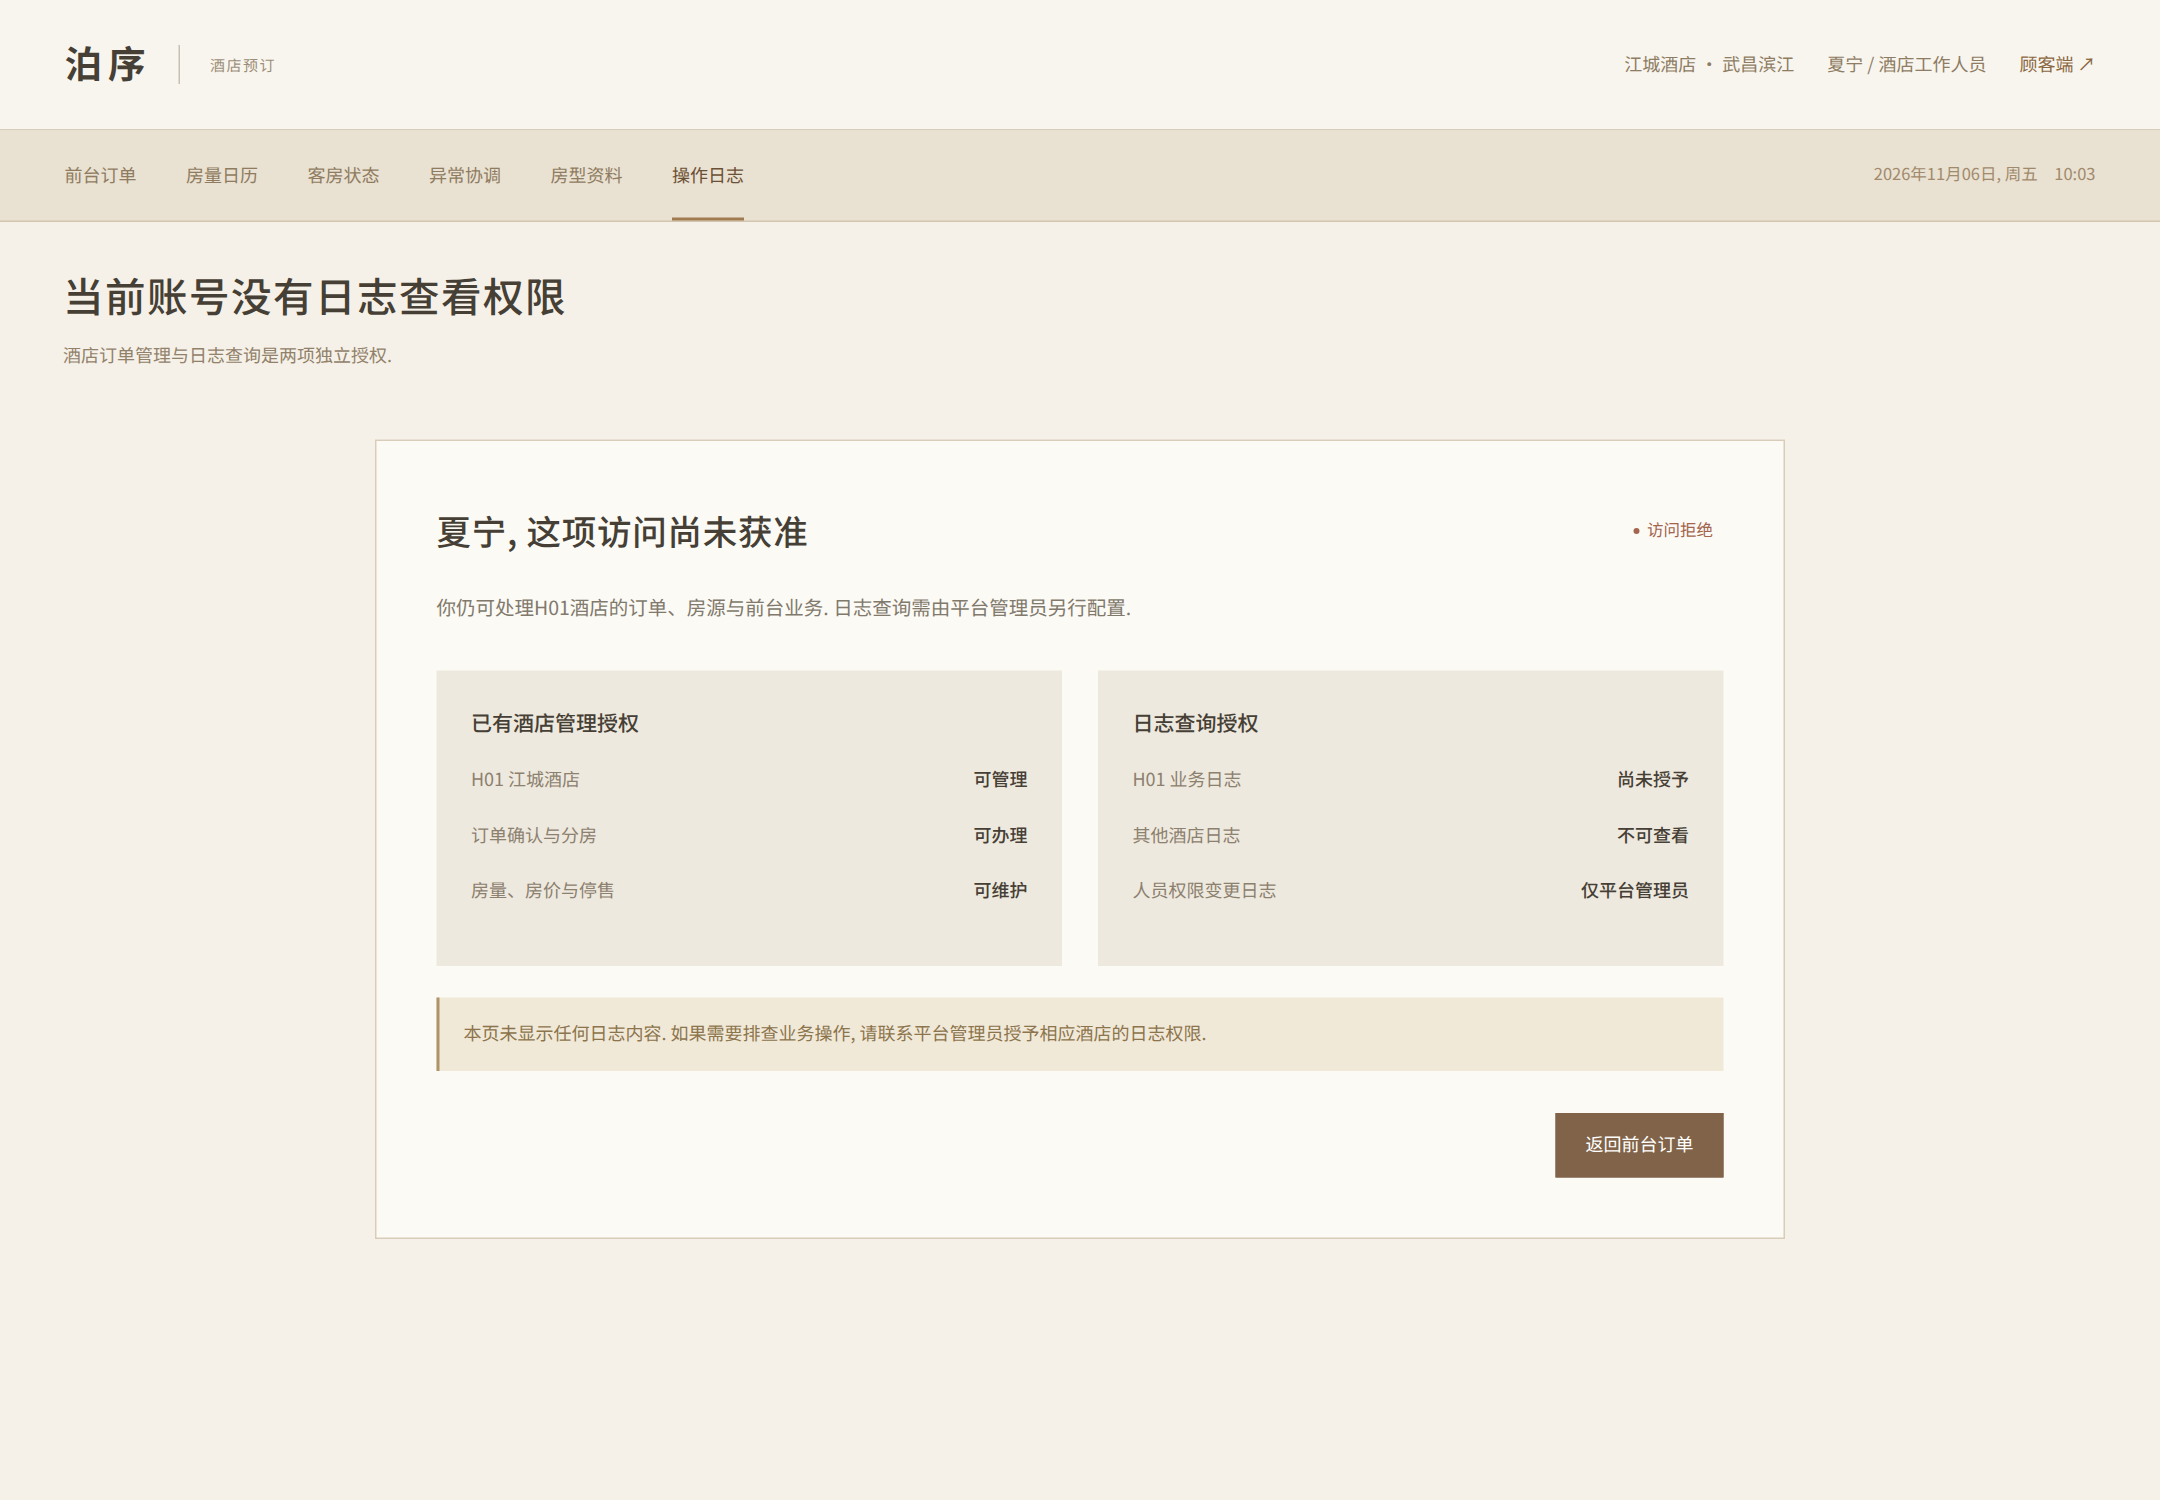 泊序
酒店预订
江城酒店 · 武昌滨江 夏宁 / 酒店工作人员 顾客端 ↗
前台订单 房量日历 客房状态 异常协调 房型资料 操作日志
2026年11月06日, 周五 10:03
当前账号没有日志查看权限
酒店订单管理与日志查询是两项独立授权.
夏宁, 这项访问尚未获准
访问拒绝
你仍可处理H01酒店的订单、房源与前台业务. 日志查询需由平台管理员另行配置.
已有酒店管理授权
H01 江城酒店 可管理
订单确认与分房 可办理
房量、房价与停售 可维护
日志查询授权
H01 业务日志 尚未授予
其他酒店日志 不可查看
人员权限变更日志 仅平台管理员
本页未显示任何日志内容. 如果需要排查业务操作, 请联系平台管理员授予相应酒店的日志权限.
返回前台订单